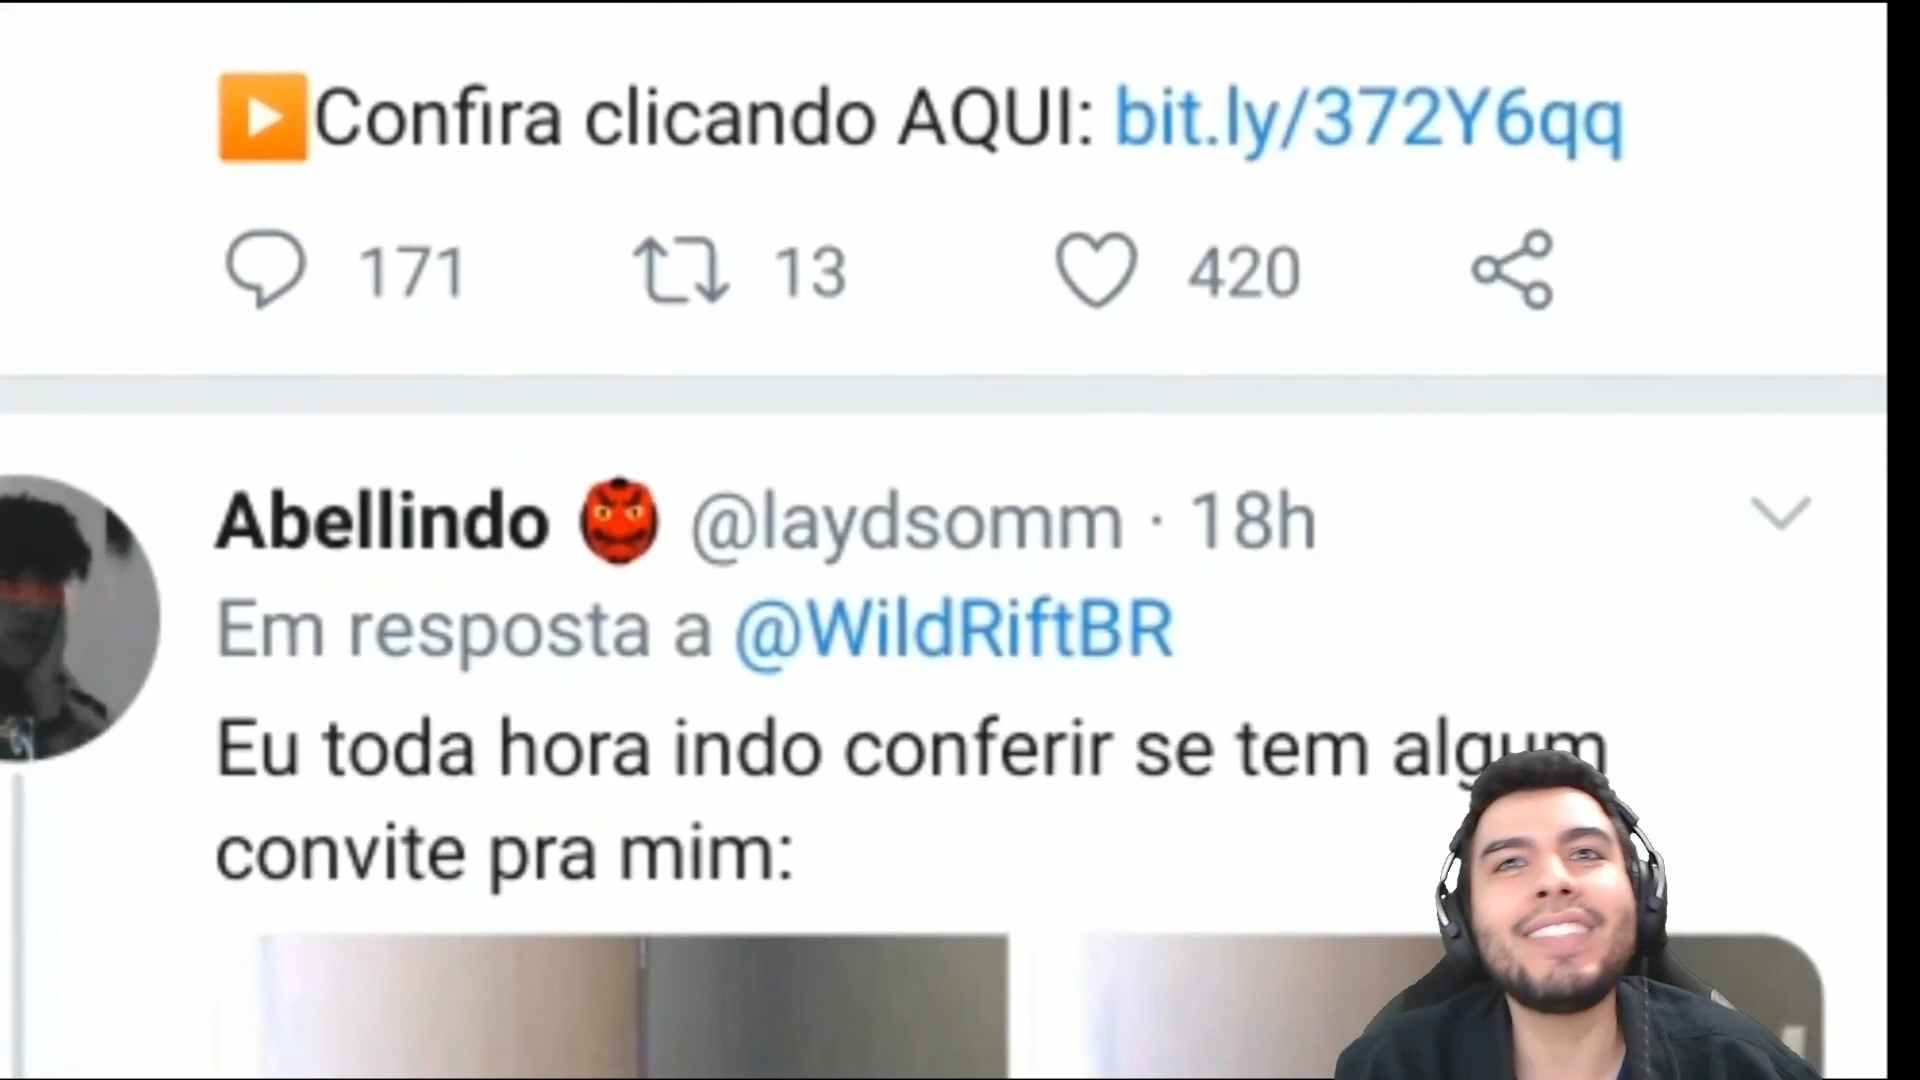 Confira clicando AQUI: bit.ly/372Y6qq
171 13 420
Abellindo @laydsomm · 18h
Em resposta a @WildRiftBR
Eu toda hora indo conferir se tem algum
convite pra mim: